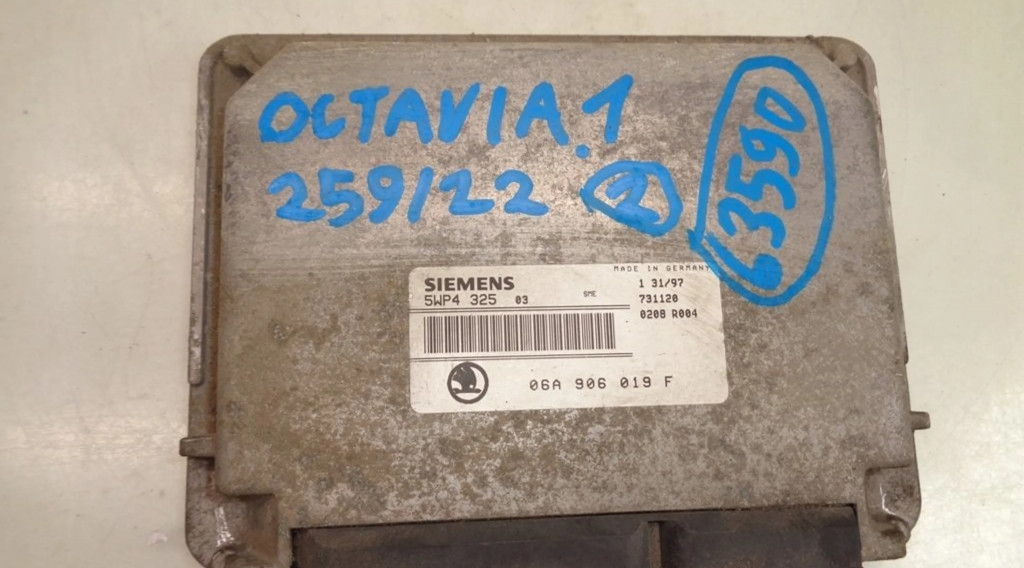 OCTAVIA.1
259/22 2
63590
MADE IN GERMANY
SIEMENS
1 31/97
5WP4 325 03 SME
731120
0208 R004
06A 906 019 F